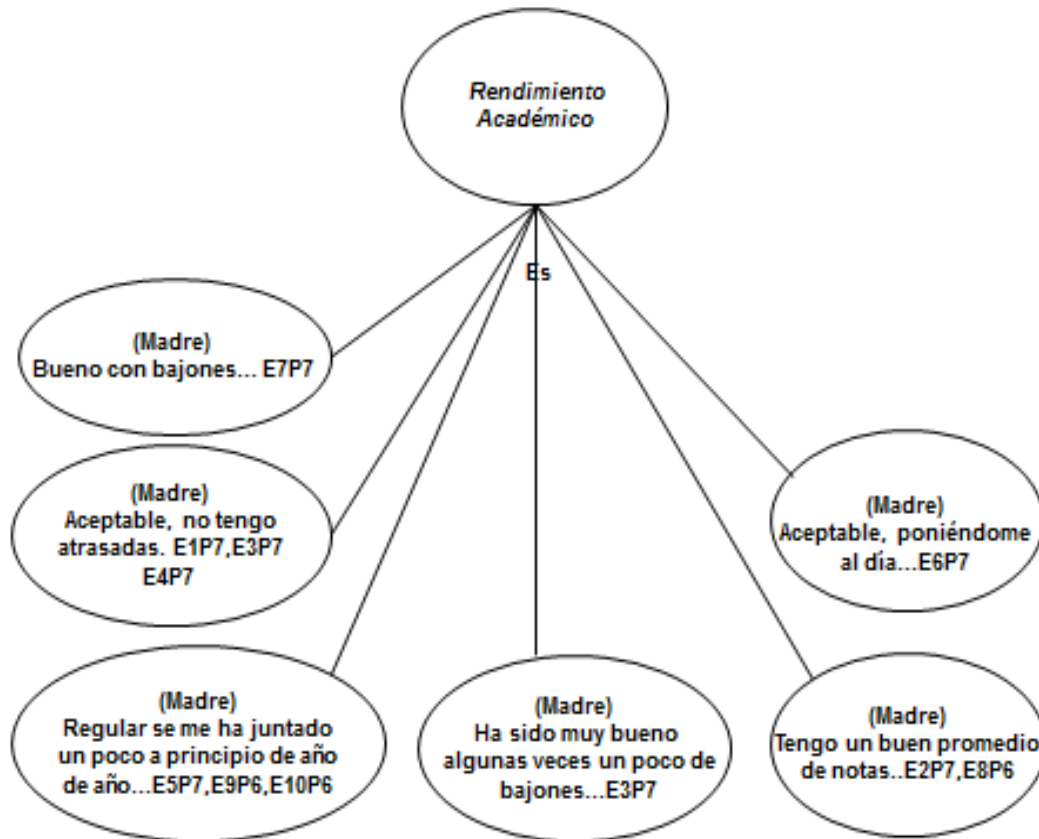 Rendimiento
Académico
Es
(Madre)
Bueno con bajones... E7P7
(Madre)
Aceptable, no tengo
atrasadas. E1P7,E3P7
E4P7
(Madre)
Aceptable, poniéndome
al día...E6P7
(Madre)
Regular se me ha juntado
un poco a principio de año
de año...E5P7,E9P6,E10P6
(Madre)
Ha sido muy bueno
algunas veces un poco de
bajones...E3P7
(Madre)
Tengo un buen promedio
de notas..E2P7,E8P6